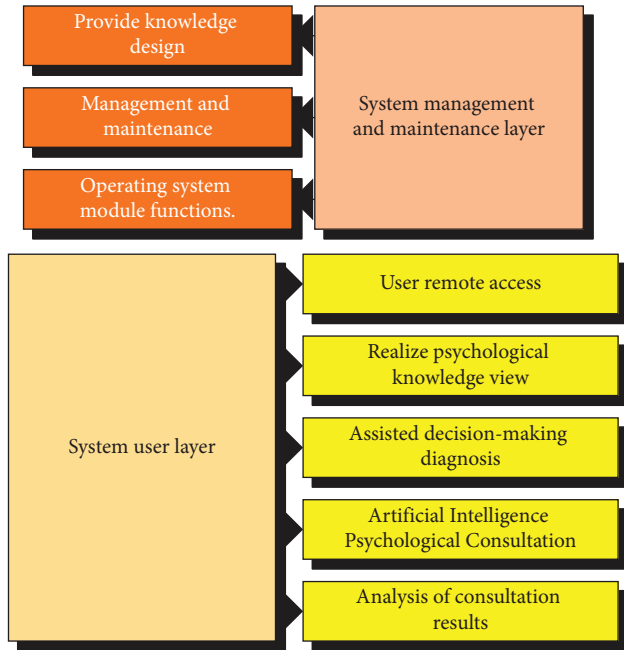 Provide knowledge
design
Management and
maintenance
Operating system
module functions.
System management
and maintenance layer
System user layer
User remote access
Realize psychological
knowledge view
Assisted decision-making
diagnosis
Artificial Intelligence
Psychological Consultation
Analysis of consultation
results